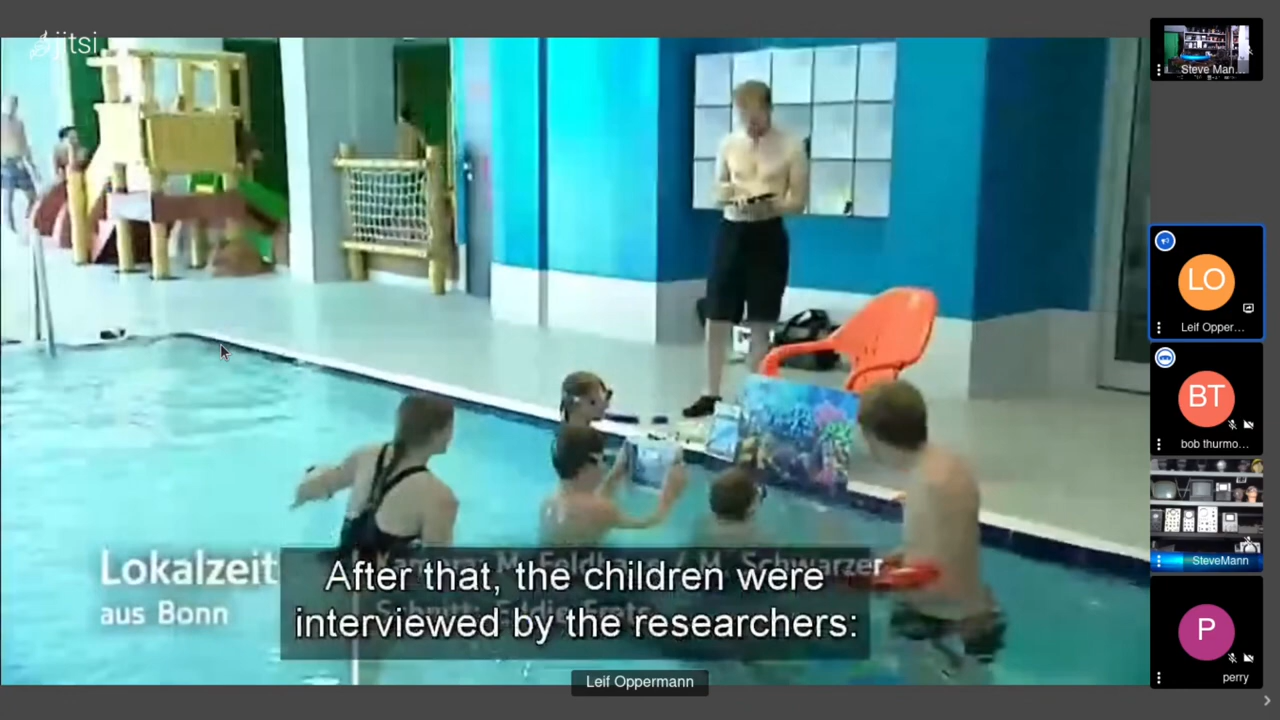 jitsi
Steve Man...
LO
Leif Opper...
BT
bob thurmo...
SteveMann
P
perry
Lokalzeit
aus Bonn
M. Schwarzer
After that, the children were
interviewed by the researchers:
Leif Oppermann